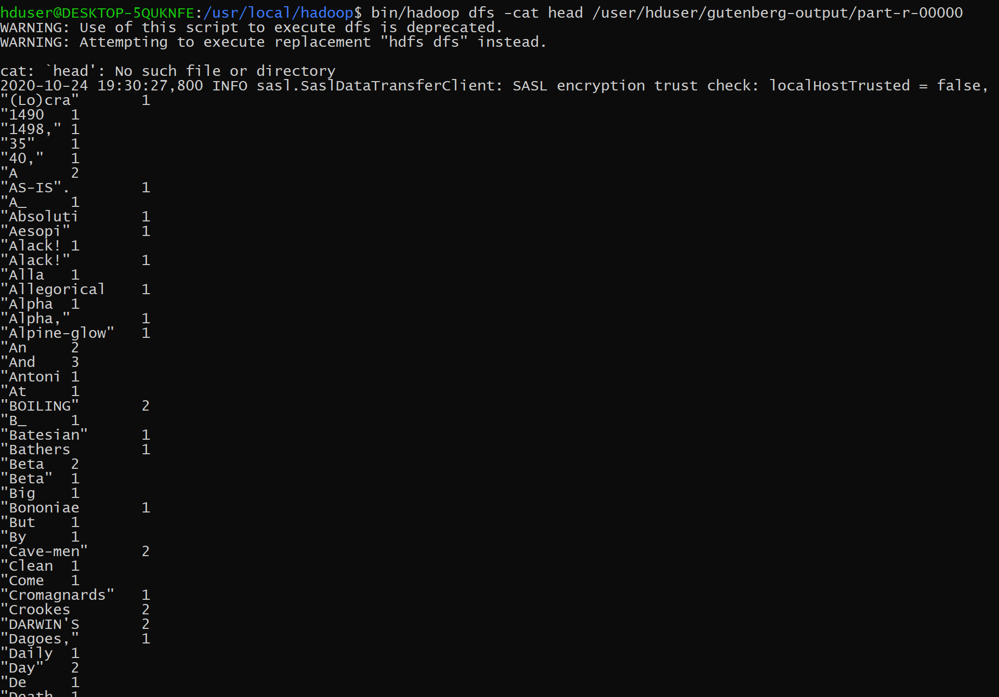 hduser@DESKTOP-5QUKNFE:/usr/local/hadoop$ bin/hadoop dfs -cat head /user/hduser/gutenberg-output/part-r-00000
WARNING: Use of this script to execute dfs is deprecated.
WARNING: Attempting to execute replacement "hdfs dfs" instead.
cat: `head': No such file or directory
2020-10-24 19:30:27,800 INFO sasl.SaslDataTransferClient: SASL encryption trust check: localHostTrusted = false,
"(Lo)cra" 1
"1490 1
"1498," 1
"35" 1
"40," 1
"A 2
"AS-IS". 1
"A_ 1
"Absoluti 1
"Aesopi" 1
"Alack! 1
"Alack!" 1
"Alla 1
"Allegorical 1
"Alpha 1
"Alpha," 1
"Alpine-glow" 1
"An 2
"And 3
"Antoni 1
"At 1
"BOILING" 2
"B_ 1
"Batesian" 1
"Bathers 1
"Beta 2
"Beta" 1
"Big 1
"Bononiae 1
"But 1
"By 1
"Cave-men" 2
"Clean 1
"Come 1
"Cromagnards" 1
"Crookes 2
"DARWIN'S 2
"Dagoes," 1
"Daily 1
"Day" 2
"De 1
"Death 1